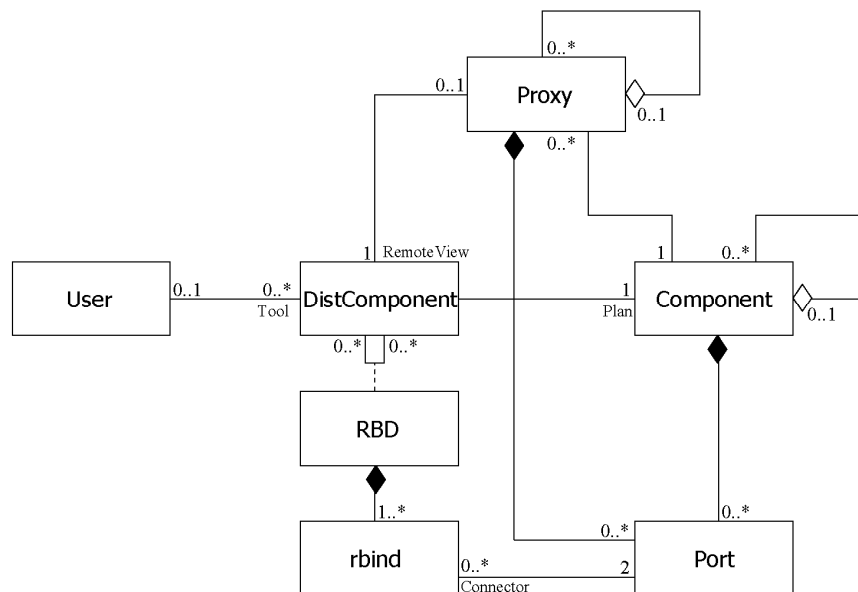 0..*
Proxy
0..1
0..1
0..*
1
RemoteView
1
0..*
User
0..1
0..*
Tool
DistComponent
1
Plan
Component
0..1
0..*
0..*
RBD
1..*
0..*
0..*
rbind
0..*
Connector
2
Port